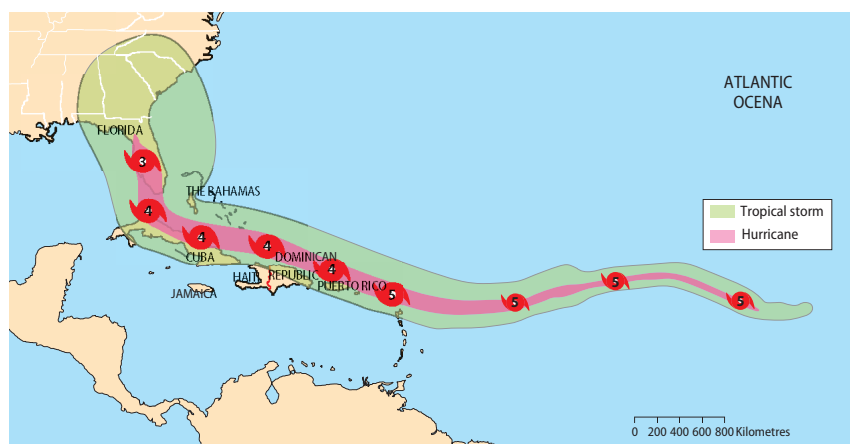 ATLANTIC
OCENA
FLORIDA
3
THE BAHAMAS
4
4
4
CUBA
DOMINICAN
REPUBLIC
4
HAITI
PUERTO RICO
JAMAICA
5
5
5
5
Tropical storm
Hurricane
0 200 400 600 800 Kilometres